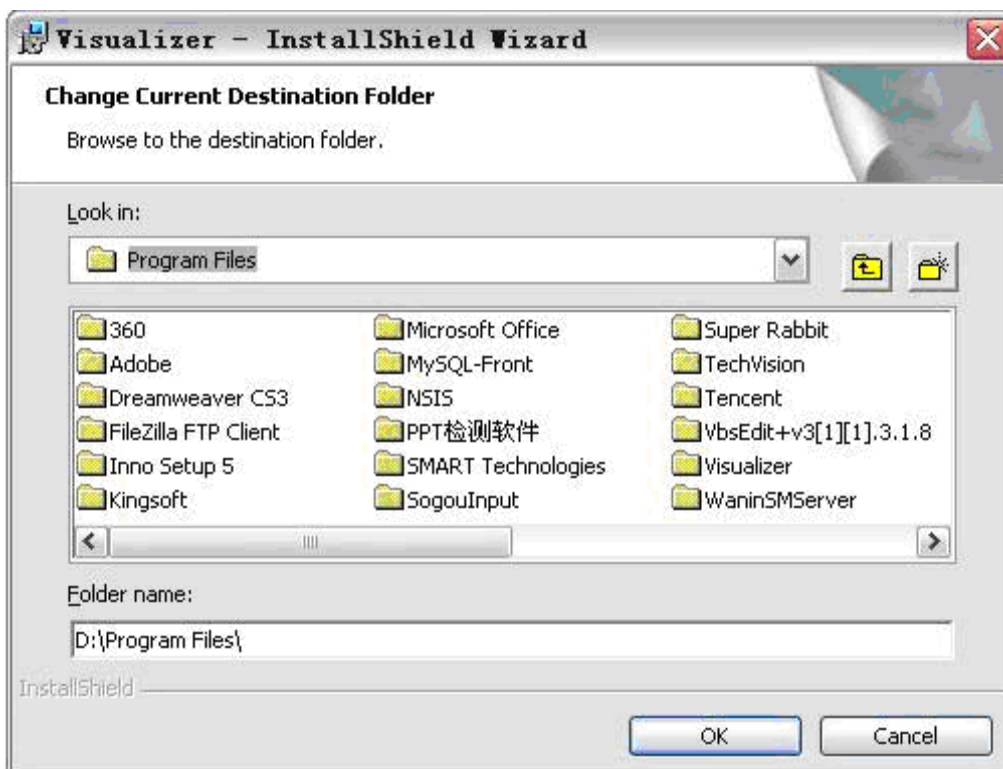 Visualizer - InstallShield Wizard
Change Current Destination Folder
Browse to the destination folder.
Look in:
Program Files
360
Adobe
Dreamweaver CS3
FileZilla FTP Client
Inno Setup 5
Kingsoft
Microsoft Office
MySQL-Front
NSIS
PPT检测软件
SMART Technologies
SogouInput
Super Rabbit
TechVision
Tencent
VbsEdit+v3[1][1].3.1.8
Visualizer
WaninSMServer
Folder name:
D:\Program Files\
InstallShield
OK
Cancel